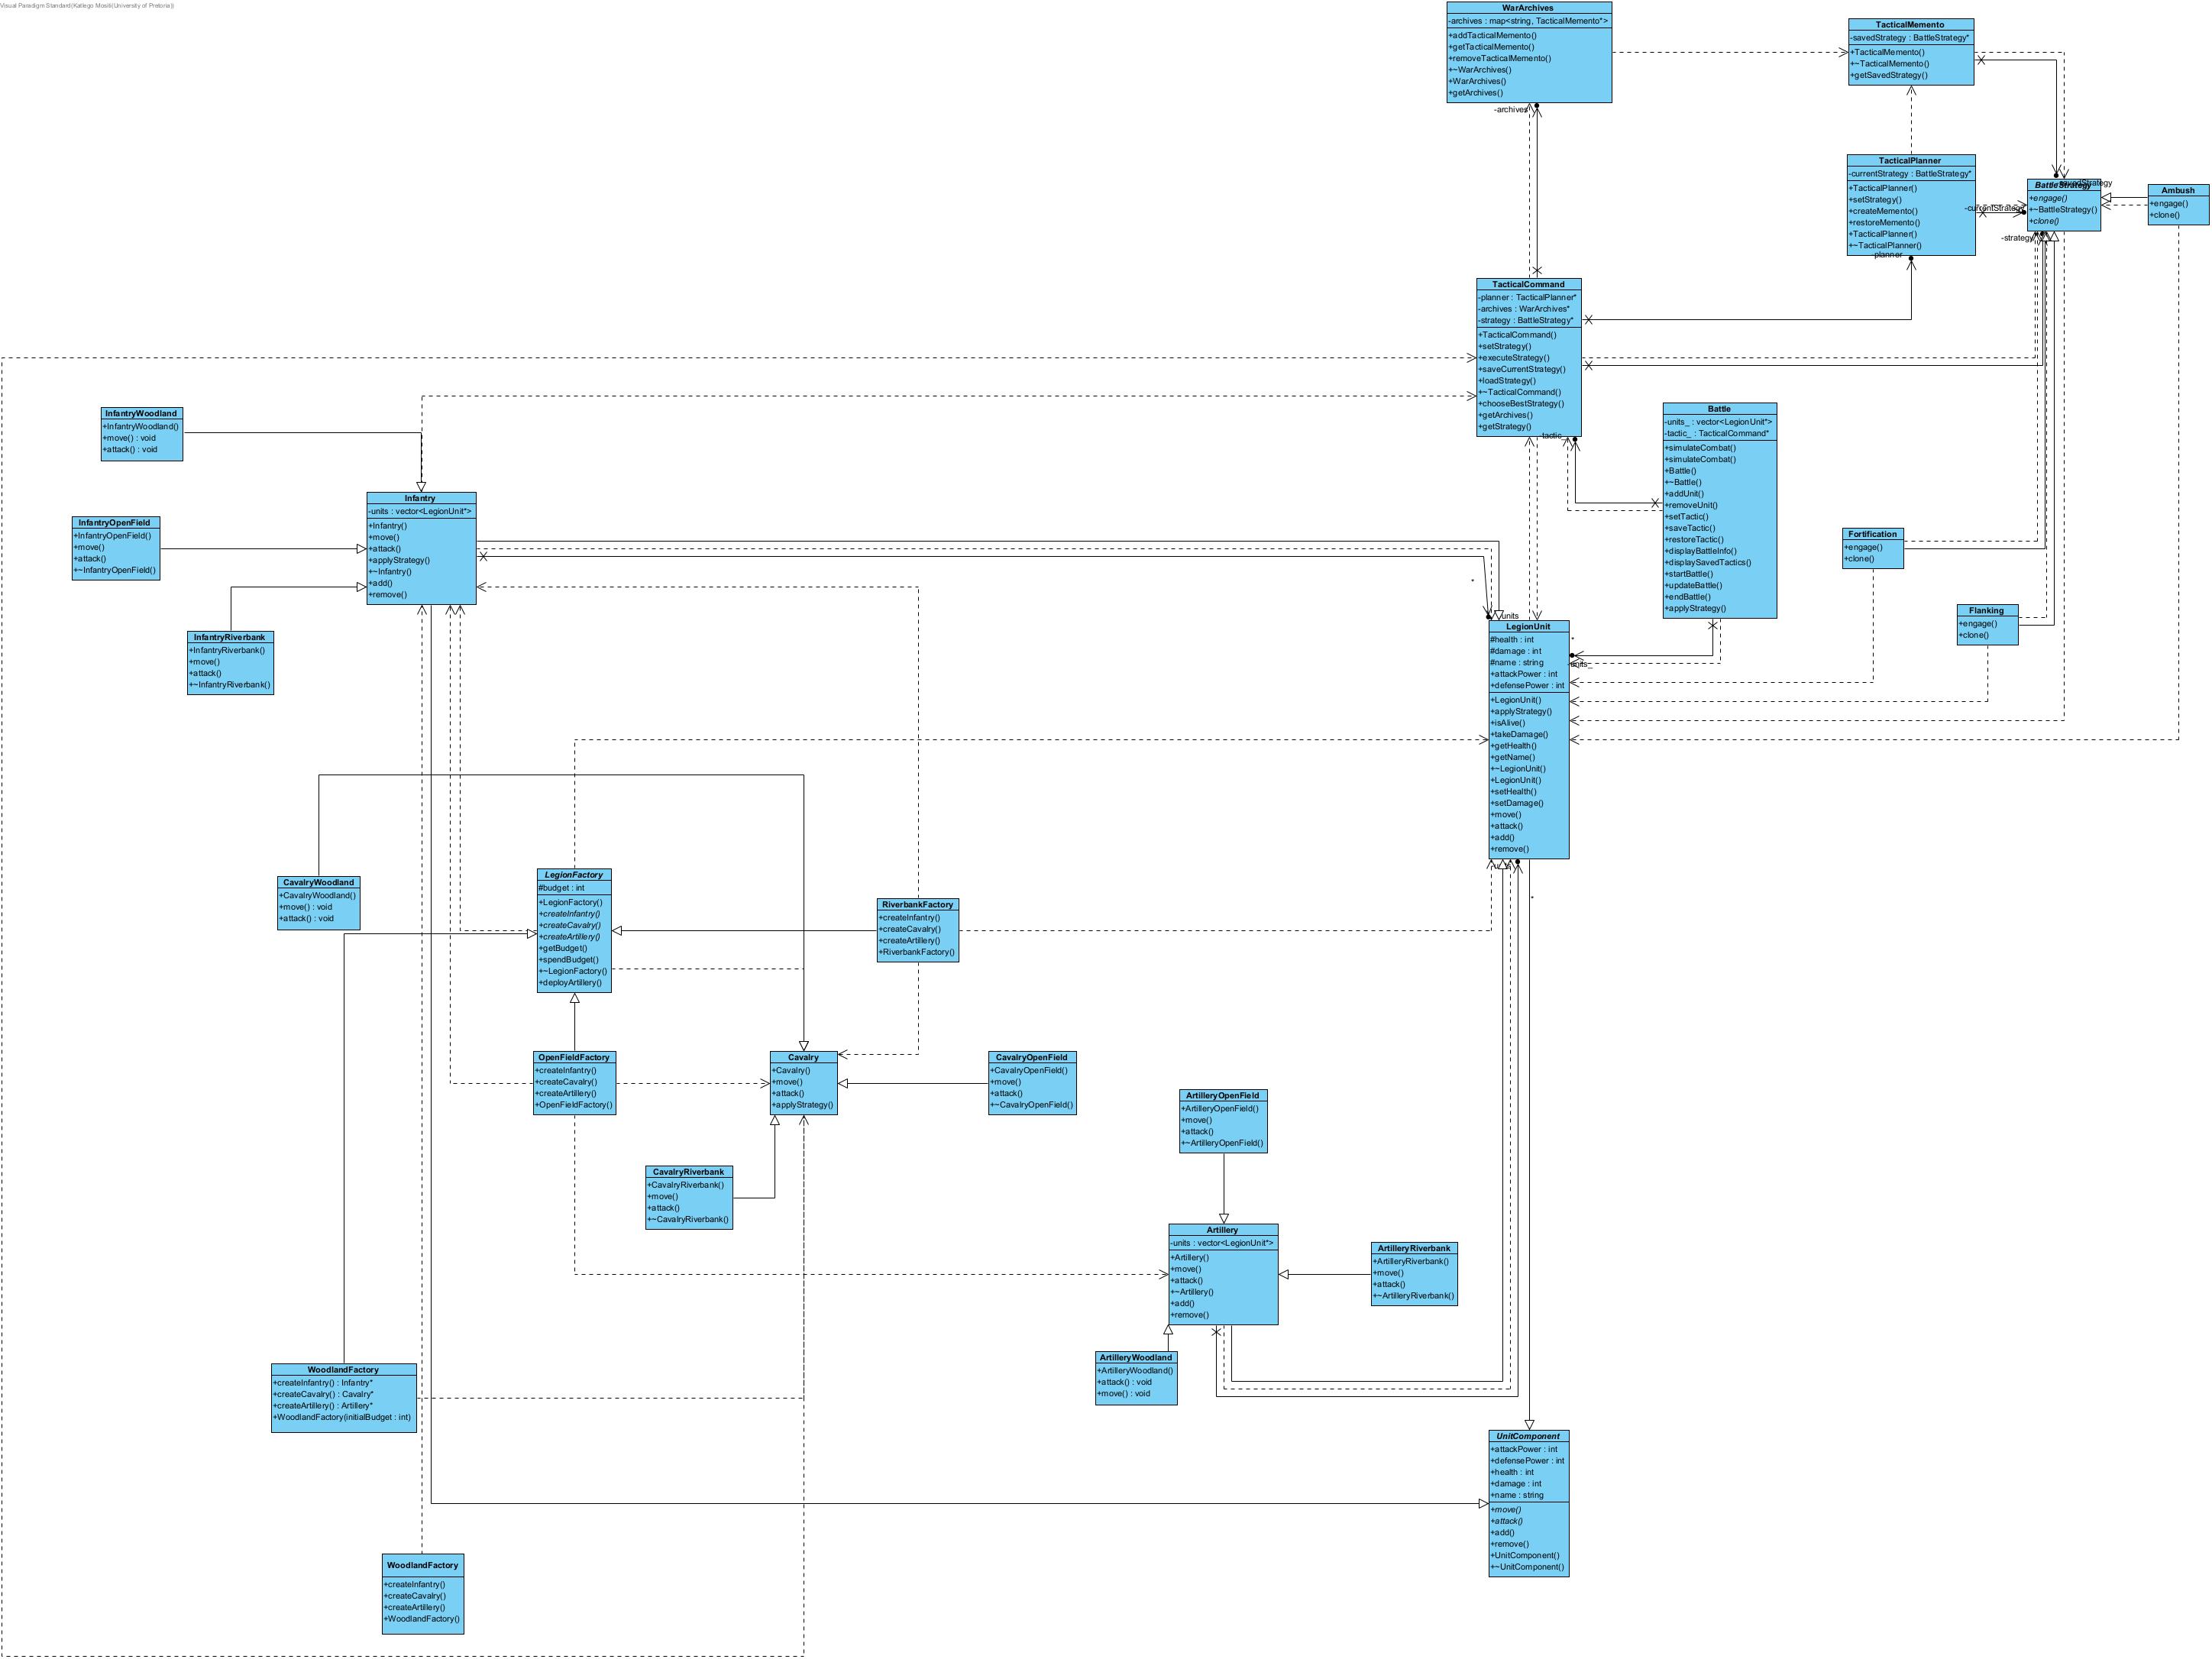 Visual Paradigm Standard(Katlego Mositi(University of Pretoria))
WarArchives
-archives : map<string, TacticalMemento*>
+addTacticalMemento()
+getTacticalMemento()
+removeTacticalMemento()
+~WarArchives()
+WarArchives()
+getArchives()
-archives
TacticalMemento
-savedStrategy : BattleStrategy*
+TacticalMemento()
+~TacticalMemento()
+getSavedStrategy()
TacticalPlanner
-currentStrategy : BattleStrategy*
+TacticalPlanner()
+setStrategy()
+createMemento()
+restoreMemento()
+TacticalPlanner()
+~TacticalPlanner()
-planner
-currentStrategy
-savedStrategy
BattleStrategy
+engage()
+~BattleStrategy()
+clone()
-strategy
Ambush
+engage()
+clone()
TacticalCommand
-planner : TacticalPlanner*
-archives : WarArchives*
-strategy : BattleStrategy*
+TacticalCommand()
+setStrategy()
+executeStrategy()
+saveCurrentStrategy()
+loadStrategy()
+~TacticalCommand()
+chooseBestStrategy()
+getArchives()
+getStrategy()
-tactic_
Battle
-units_ : vector<LegionUnit*>
-tactic_ : TacticalCommand*
+simulateCombat()
+simulateCombat()
+Battle()
+~Battle()
+addUnit()
+removeUnit()
+setTactic()
+saveTactic()
+restoreTactic()
+displayBattleInfo()
+displaySavedTactics()
+startBattle()
+updateBattle()
+endBattle()
+applyStrategy()
InfantryWoodland
+InfantryWoodland()
+move() : void
+attack() : void
Infantry
-units : vector<LegionUnit*>
+Infantry()
+move()
+attack()
+applyStrategy()
+~Infantry()
+add()
+remove()
InfantryOpenField
+InfantryOpenField()
+move()
+attack()
+~InfantryOpenField()
InfantryRiverbank
+InfantryRiverbank()
+move()
+attack()
+~InfantryRiverbank()
Fortification
+engage()
+clone()
Flanking
+engage()
+clone()
*
-units
LegionUnit
#health : int
#damage : int
#name : string
+attackPower : int
+defensePower : int
+LegionUnit()
+applyStrategy()
+isAlive()
+takeDamage()
+getHealth()
+getName()
+~LegionUnit()
+LegionUnit()
+setHealth()
+setDamage()
+move()
+attack()
+add()
+remove()
*
-units_
-units
*
CavalryWoodland
+CavalryWoodland()
+move() : void
+attack() : void
LegionFactory
#budget : int
+LegionFactory()
+createInfantry()
+createCavalry()
+createArtillery()
+getBudget()
+spendBudget()
+~LegionFactory()
+deployArtillery()
RiverbankFactory
+createInfantry()
+createCavalry()
+createArtillery()
+RiverbankFactory()
OpenFieldFactory
+createInfantry()
+createCavalry()
+createArtillery()
+OpenFieldFactory()
Cavalry
+Cavalry()
+move()
+attack()
+applyStrategy()
CavalryOpenField
+CavalryOpenField()
+move()
+attack()
+~CavalryOpenField()
CavalryRiverbank
+CavalryRiverbank()
+move()
+attack()
+~CavalryRiverbank()
ArtilleryOpenField
+ArtilleryOpenField()
+move()
+attack()
+~ArtilleryOpenField()
Artillery
-units : vector<LegionUnit*>
+Artillery()
+move()
+attack()
+~Artillery()
+add()
+remove()
ArtilleryRiverbank
+ArtilleryRiverbank()
+move()
+attack()
+~ArtilleryRiverbank()
ArtilleryWoodland
+ArtilleryWoodland()
+attack() : void
+move() : void
WoodlandFactory
+createInfantry() : Infantry*
+createCavalry() : Cavalry*
+createArtillery() : Artillery*
+WoodlandFactory(initialBudget : int)
UnitComponent
+attackPower : int
+defensePower : int
+health : int
+damage : int
+name : string
+move()
+attack()
+add()
+remove()
+UnitComponent()
+~UnitComponent()
WoodlandFactory
+createInfantry()
+createCavalry()
+createArtillery()
+WoodlandFactory()